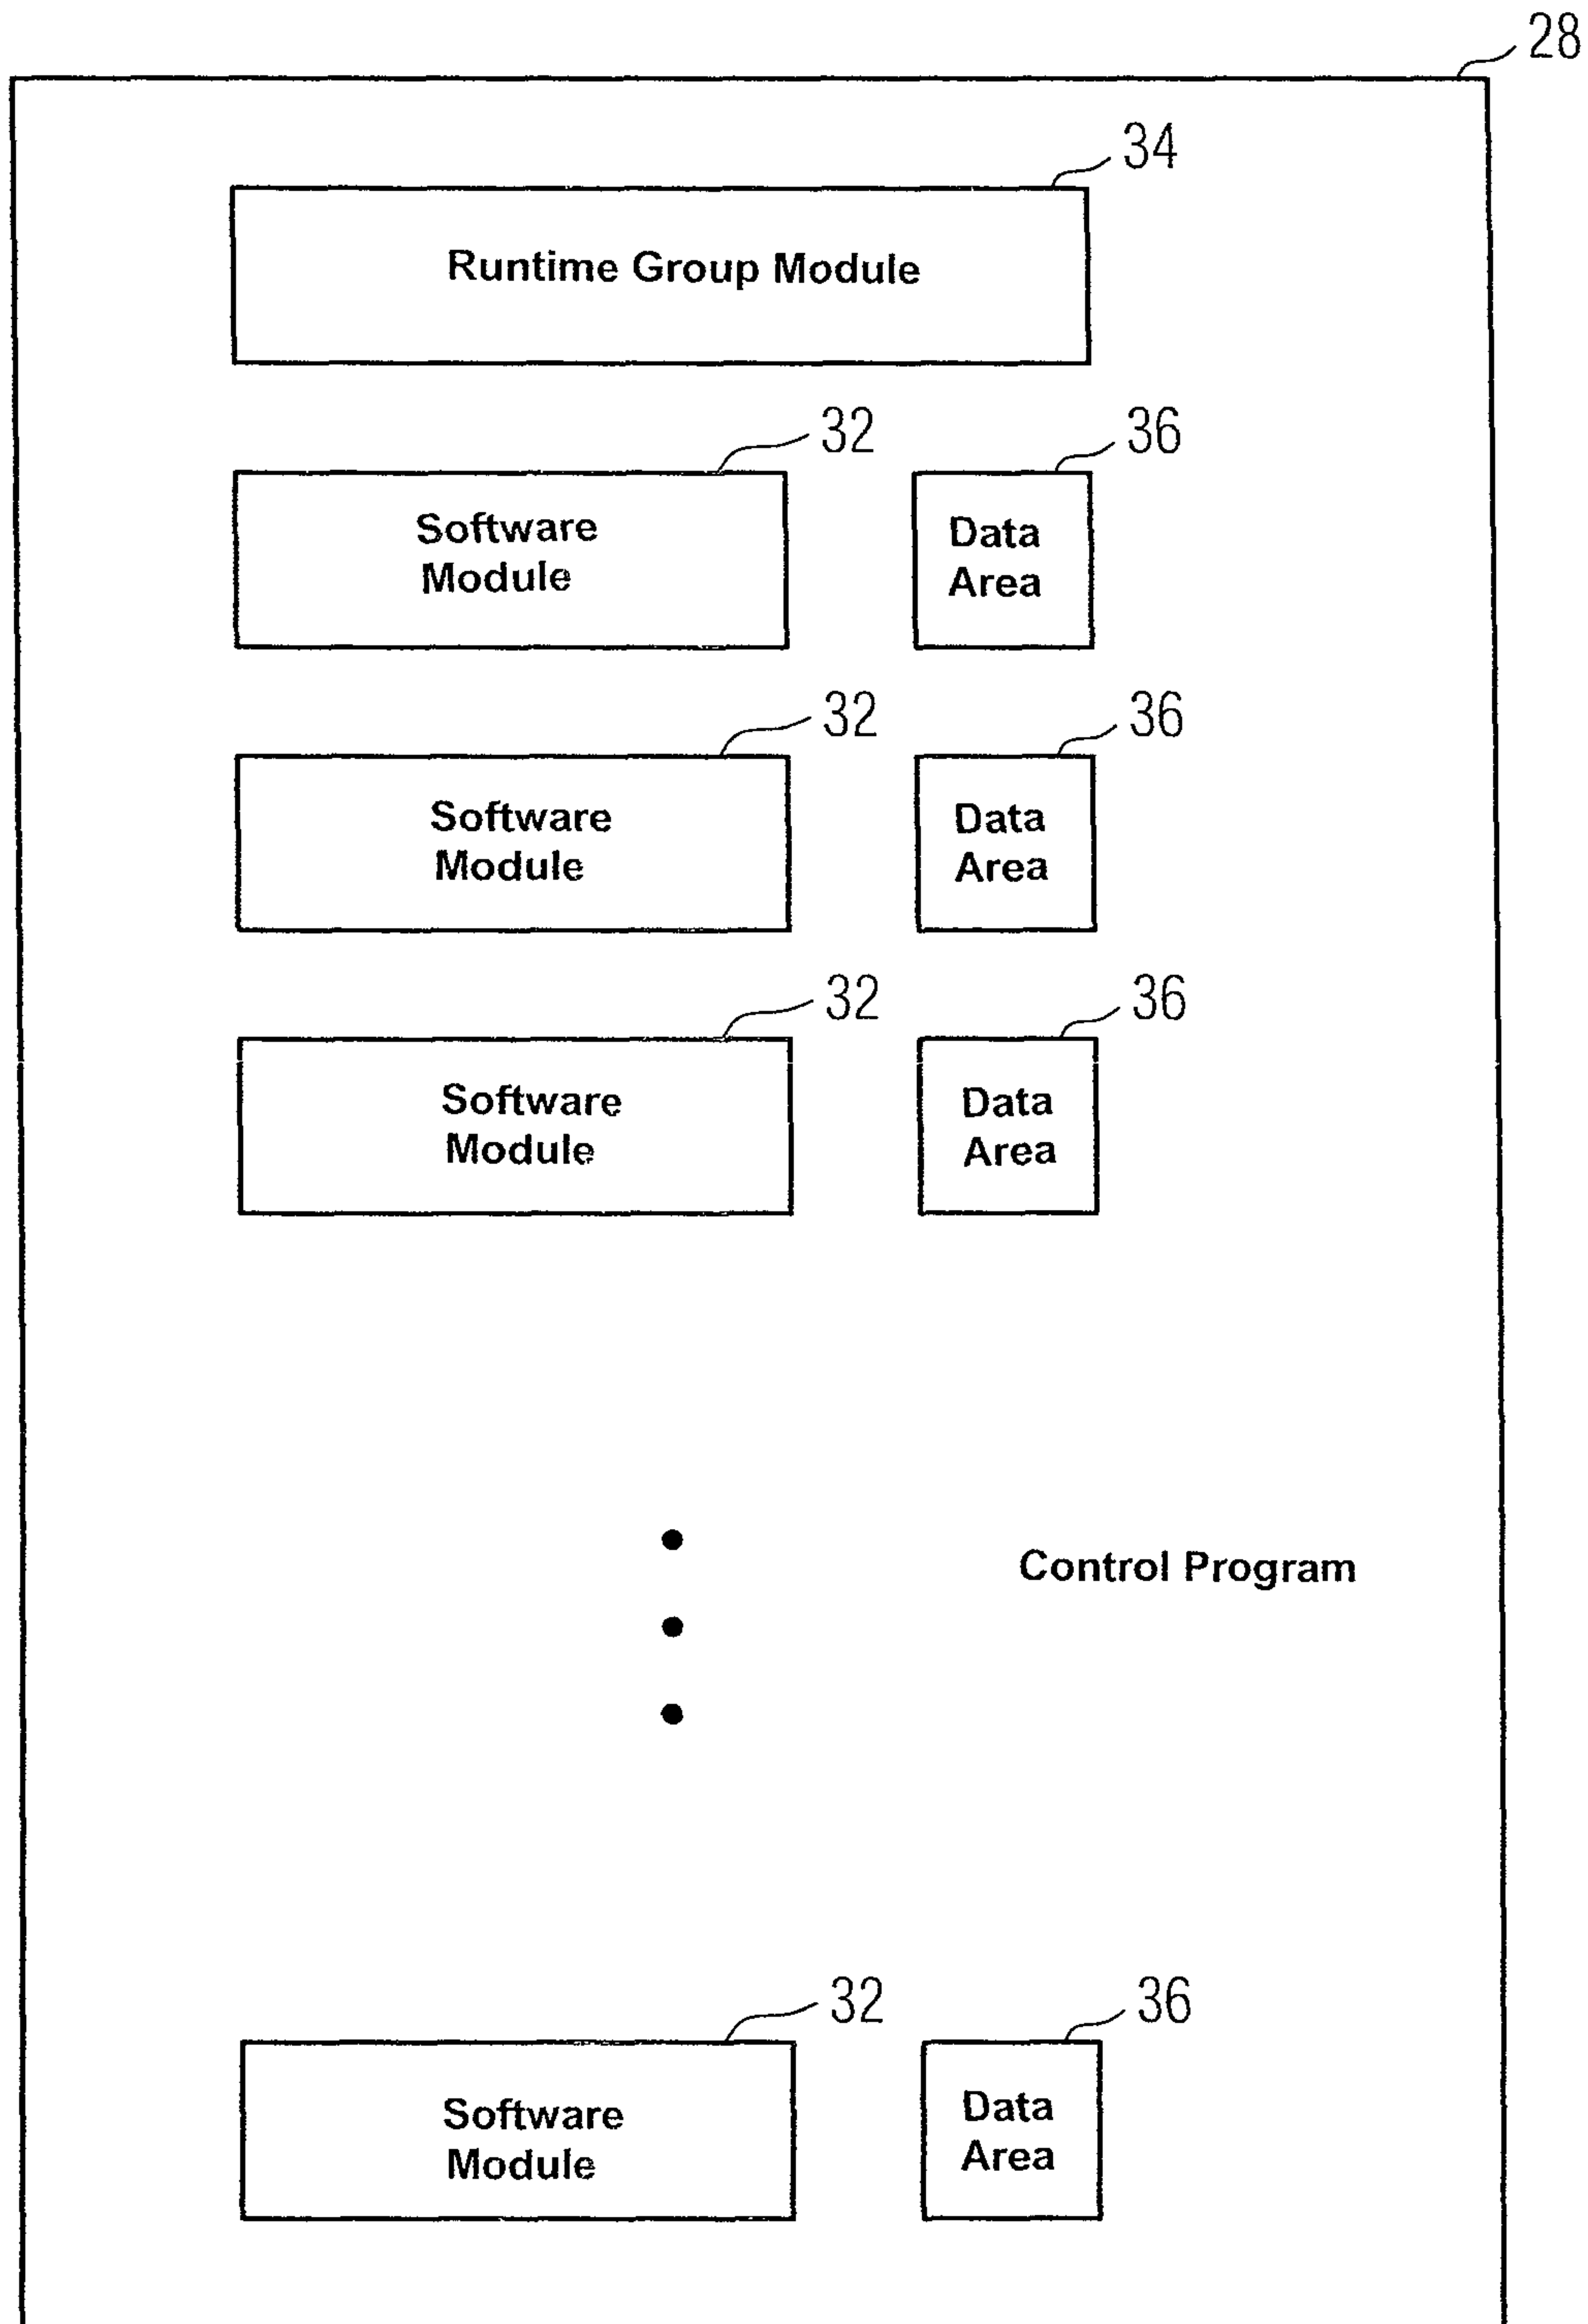 28
34
Runtime Group Module
32
36
Software
Module
Data
Area
32
36
Software
Module
Data
Area
32
36
Software
Module
Data
Area
Control Program
32
36
Software
Module
Data
Area